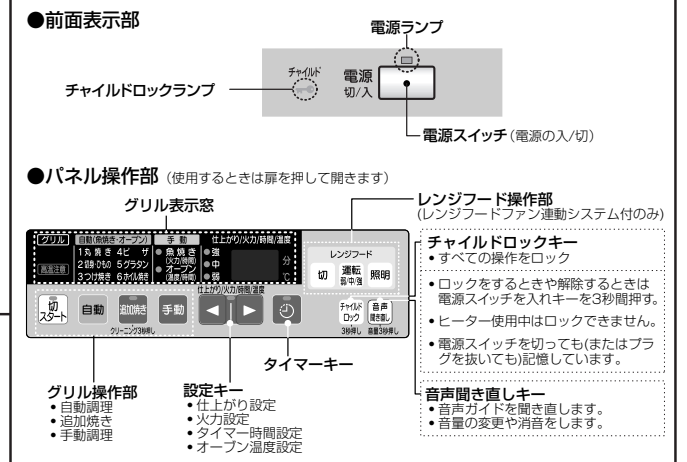 ●前面表示部
電源ランプ
チャイルド
電源
切/入
チャイルドロックランプ
電源スイッチ(電源の入/切)
●パネル操作部 (使用するときは扉を押して開きます)
グリル表示窓
レンジフード操作部
(レンジフードファン連動システム付のみ)
グリル 自動(魚焼き・オーブン) 手動 仕上がり/火力/時間/温度
1丸焼き 4ピザ 魚焼き (火力/時間) 強 分
高温注意 2切身・ひもの 5グラタン オーブン (温度/時間) 中
3つけ焼き 6ホイル焼き 弱 ℃
仕上がり/火力/時間/温度
レンジフード
切 運転 弱/中/強 照明
切 スタート 自動 追加焼き 手動
チャイルド ロック 音声 聞き直し
クリーニング3秒押し
3秒押し 音量3秒押し
チャイルドロックキー
• すべての操作をロック
• ロックをするときや解除するときは
電源スイッチを入れキーを3秒間押す。
• ヒーター使用中はロックできません。
• 電源スイッチを切っても(またはプラ
グを抜いても)記憶しています。
音声聞き直しキー
• 音声ガイドを聞き直します。
• 音量の変更や消音をします。
タイマーキー
グリル操作部
• 自動調理
• 追加焼き
• 手動調理
設定キー
• 仕上がり設定
• 火力設定
• タイマー時間設定
• オーブン温度設定